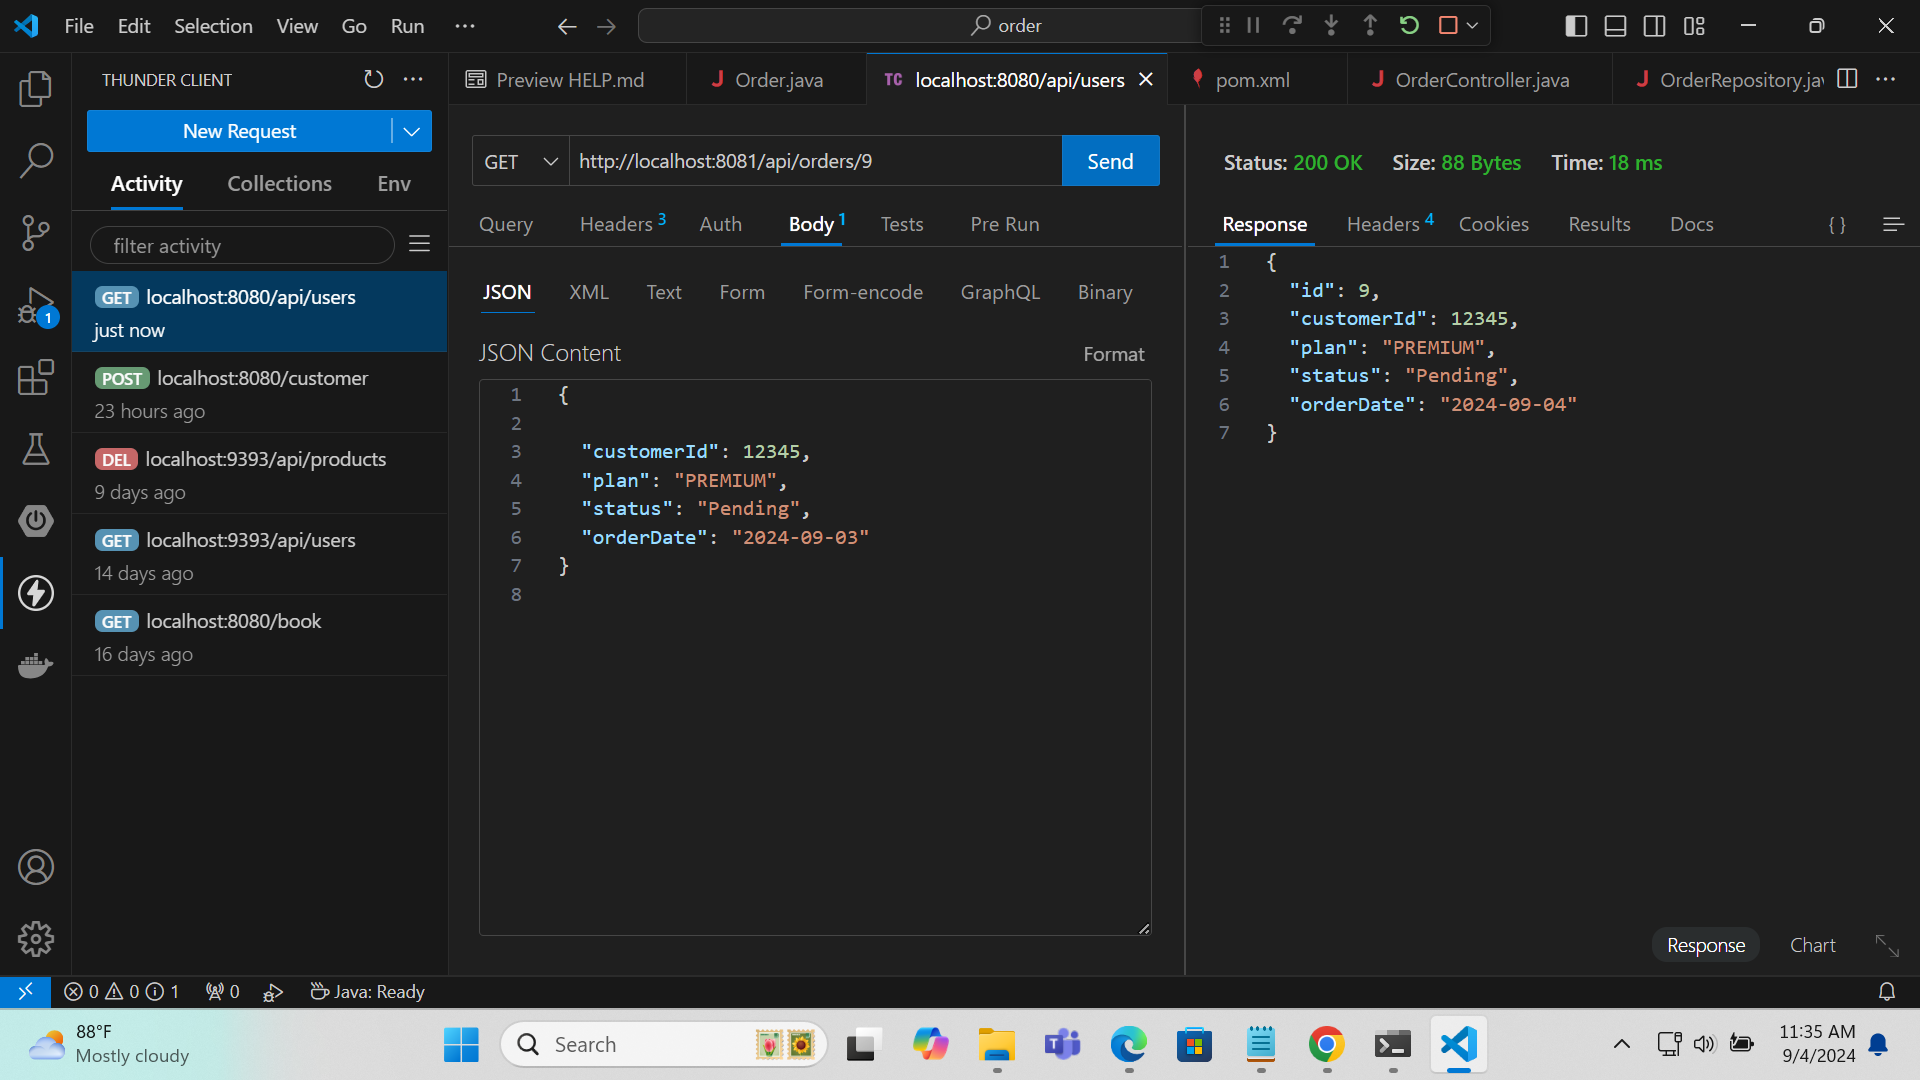 File Edit Selection View Go Run ···
order
THUNDER CLIENT
New Request
Activity Collections Env
filter activity
GET localhost:8080/api/users
just now
POST localhost:8080/customer
23 hours ago
DEL localhost:9393/api/products
9 days ago
GET localhost:9393/api/users
14 days ago
GET localhost:8080/book
16 days ago
1
Preview HELP.md
J Order.java
TC localhost:8080/api/users
pom.xml
J OrderController.java
J OrderRepository.jav
GET http://localhost:8081/api/orders/9 Send
Query Headers 3 Auth Body 1 Tests Pre Run
JSON XML Text Form Form-encode GraphQL Binary
JSON Content Format
1 {
2
3 "customerId": 12345,
4 "plan": "PREMIUM",
5 "status": "Pending",
6 "orderDate": "2024-09-03"
7 }
8
Status: 200 OK Size: 88 Bytes Time: 18 ms
Response Headers 4 Cookies Results Docs { }
1 {
2 "id": 9,
3 "customerId": 12345,
4 "plan": "PREMIUM",
5 "status": "Pending",
6 "orderDate": "2024-09-04"
7 }
Response Chart
0 0 1 0 Java: Ready
88°F
Mostly cloudy
Search
11:35 AM
9/4/2024